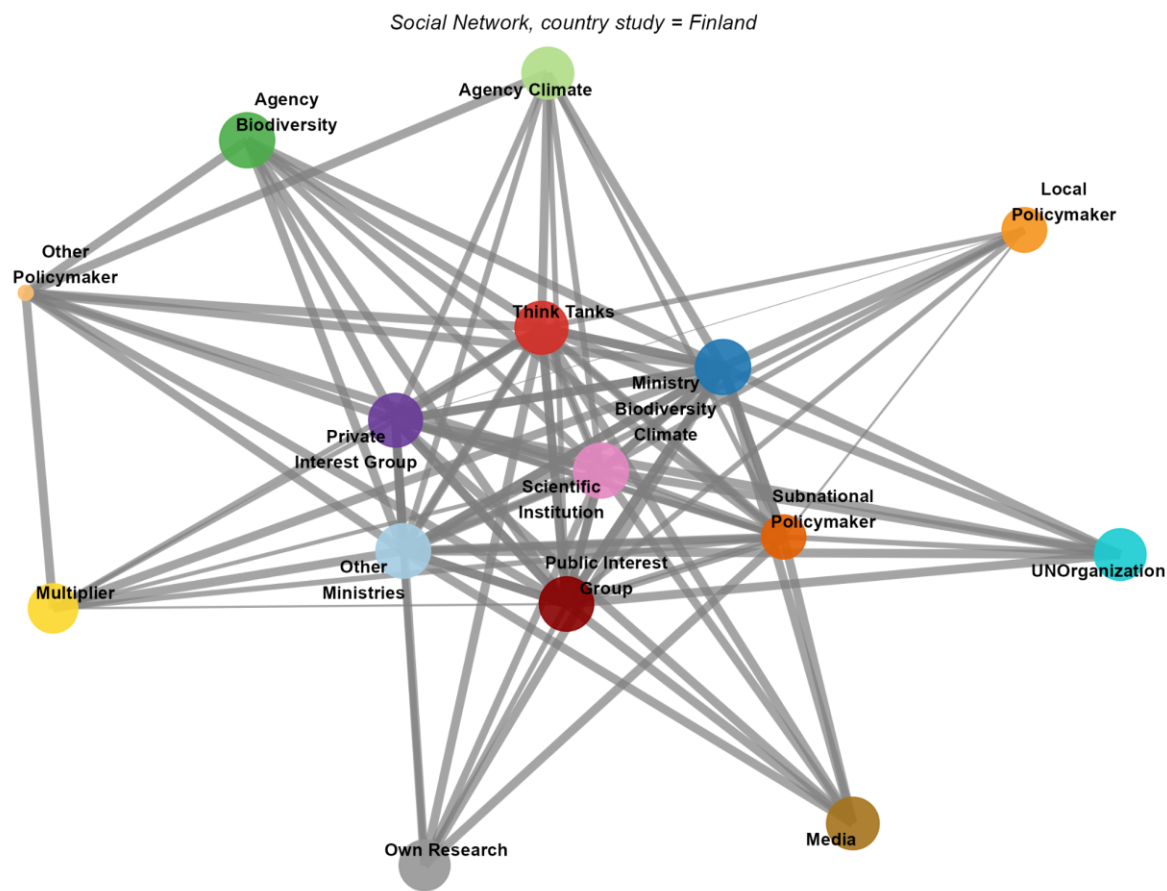 Social Network, country study = Finland
Agency Climate
Agency
Biodiversity
Local
Policymaker
Other
Policymaker
Think Tanks
Ministry
Biodiversity
Climate
Private
Interest Group
Scientific
Institution
Subnational
Policymaker
Other
Ministries
Public Interest
Group
UNOrganization
Multiplier
Own Research
Media